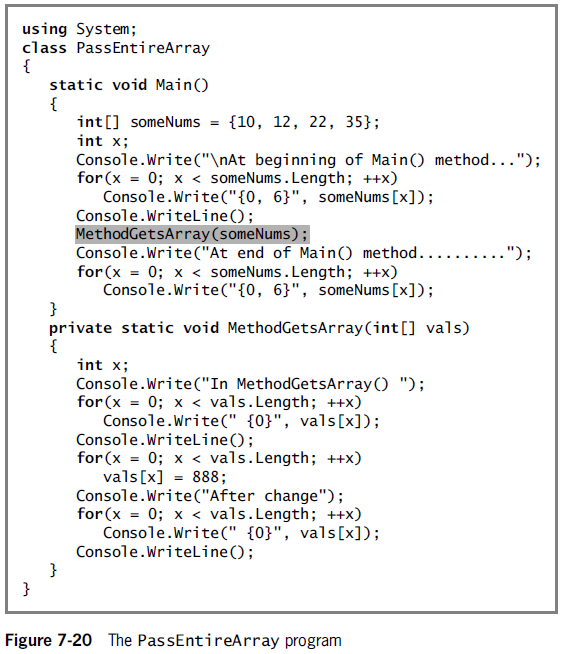 using System;
class PassEntireArray
{
   static void Main()
   {
      int[] someNums = {10, 12, 22, 35};
      int x;
      Console.Write("\nAt beginning of Main() method...");
      for(x = 0; x < someNums.Length; ++x)
         Console.Write("{0, 6}", someNums[x]);
      Console.WriteLine();
      MethodGetsArray(someNums);
      Console.Write("At end of Main() method..........");
      for(x = 0; x < someNums.Length; ++x)
         Console.Write("{0, 6}", someNums[x]);
   }
   private static void MethodGetsArray(int[] vals)
   {
      int x;
      Console.Write("In MethodGetsArray() ");
      for(x = 0; x < vals.Length; ++x)
         Console.Write(" {0}", vals[x]);
      Console.WriteLine();
      for(x = 0; x < vals.Length; ++x)
         vals[x] = 888;
      Console.Write("After change");
      for(x = 0; x < vals.Length; ++x)
         Console.Write(" {0}", vals[x]);
      Console.WriteLine();
   }
}
Figure 7-20 The PassEntireArray program